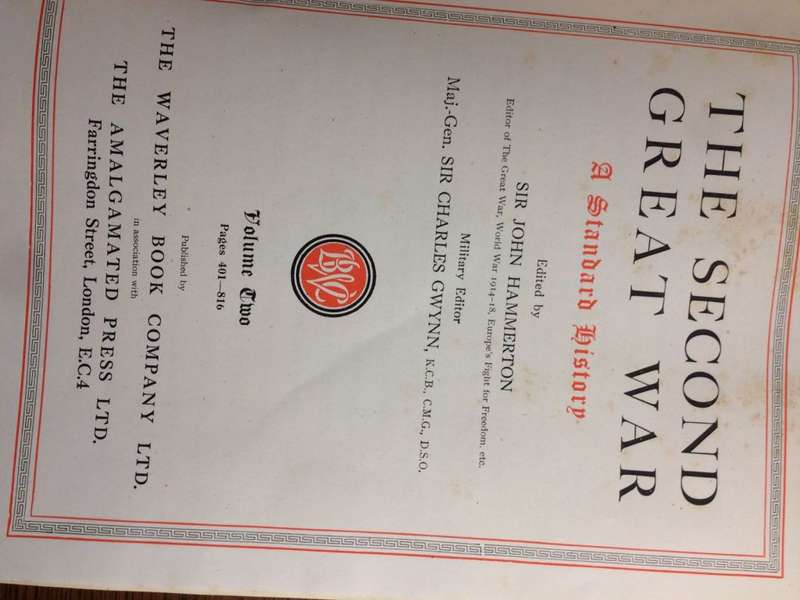 THE SECOND
GREAT WAR
A Standard History
Edited by
SIR JOHN HAMMERTON
Editor of The Great War, World War 1914-18, Europe's Fight for Freedom, etc.
Military Editor
Maj.-Gen. SIR CHARLES GWYNN, K.C.B., C.M.G., D.S.O.
Volume Two
Pages 401—816
Published by
THE WAVERLEY BOOK COMPANY LTD.
in association with
THE AMALGAMATED PRESS LTD.
Farringdon Street, London, E.C.4